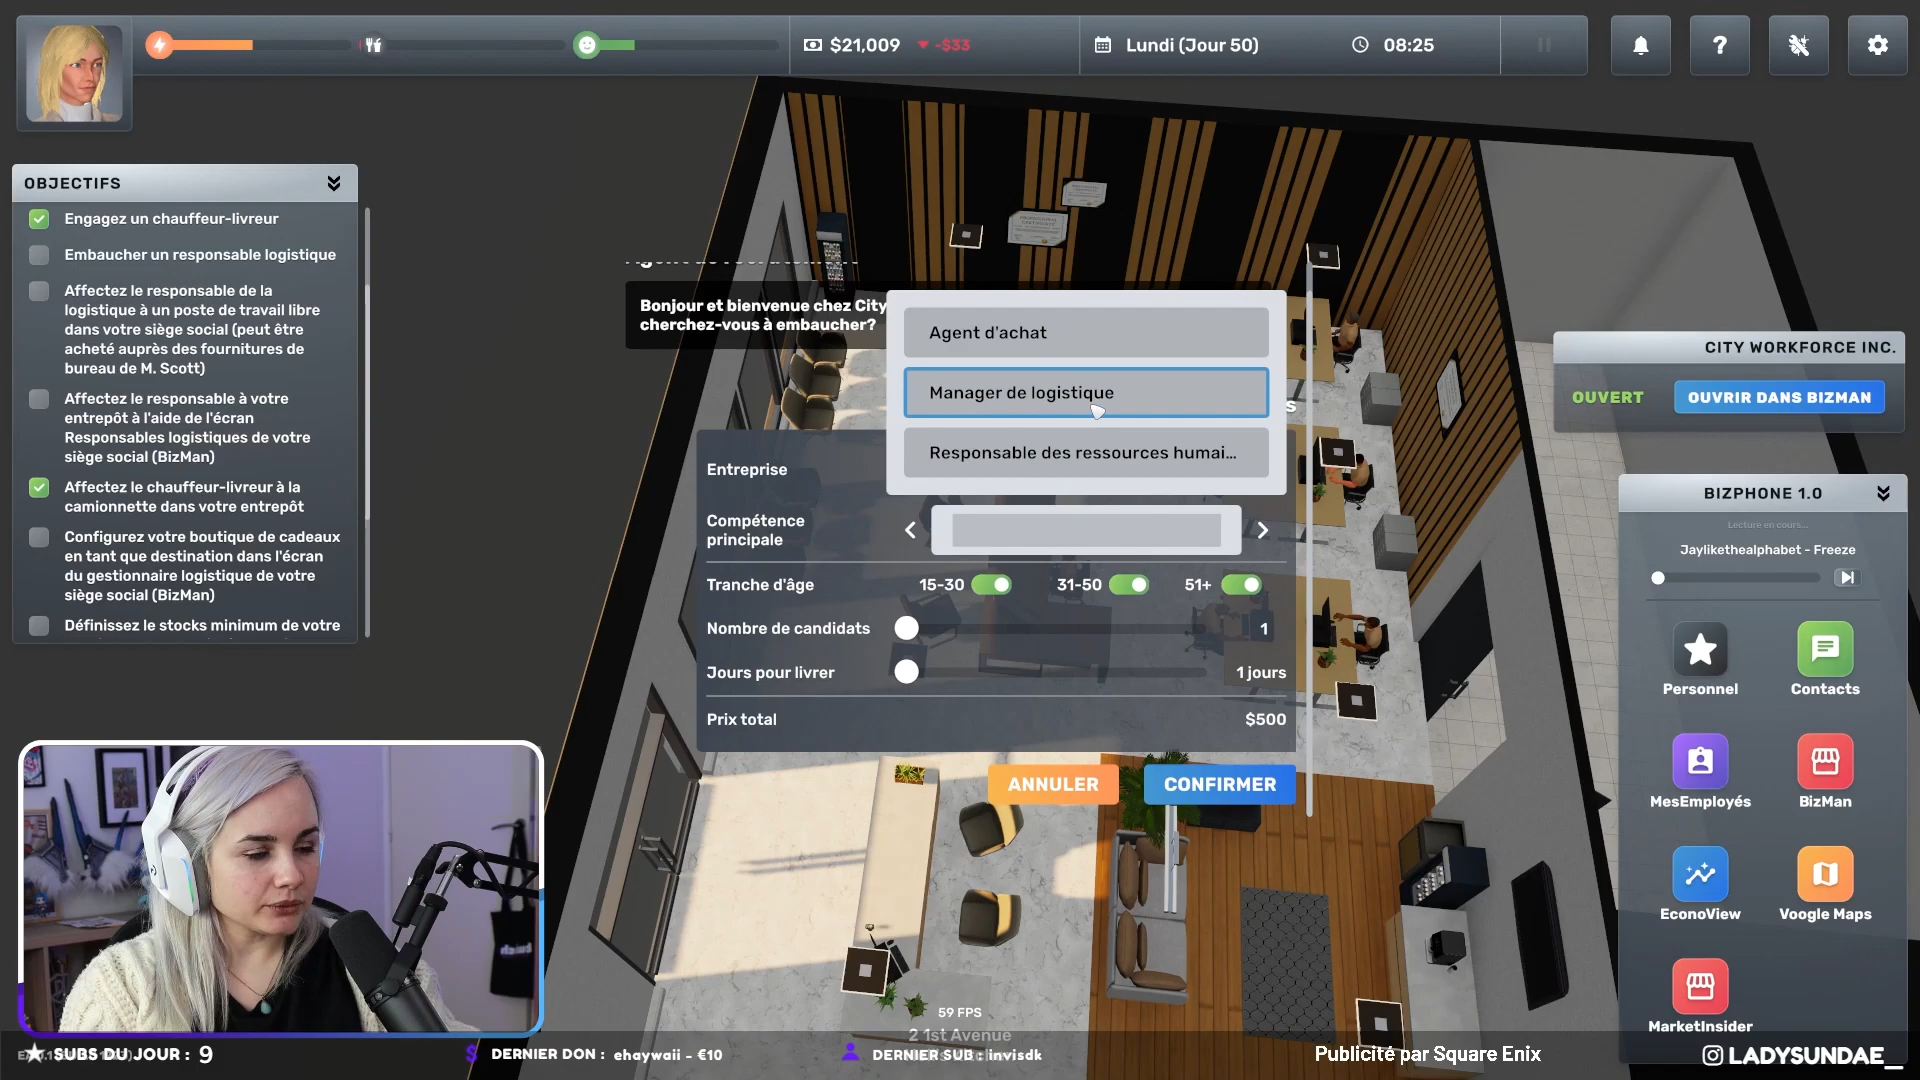 $21,009
-$33
Lundi (Jour 50)
08:25
OBJECTIFS
Engagez un chauffeur-livreur
Embaucher un responsable logistique
Affectez le responsable de la
logistique à un poste de travail libre
dans votre siège social (peut être
acheté auprès des fournitures de
bureau de M. Scott)
Affectez le responsable à votre
entrepôt à l'aide de l'écran
Responsables logistiques de votre
siège social (BizMan)
Affectez le chauffeur-livreur à la
camionnette dans votre entrepôt
Configurez votre boutique de cadeaux
en tant que destination dans l'écran
du gestionnaire logistique de votre
siège social (BizMan)
Définissez le stocks minimum de votre
Bonjour et bienvenue chez City
cherchez-vous à embaucher?
Agent d'achat
Manager de logistique
Responsable des ressources humai...
Entreprise
Compétence
principale
Tranche d'âge
15-30
31-50
51+
Nombre de candidats
1
Jours pour livrer
1 jours
Prix total
$500
ANNULER
CONFIRMER
CITY WORKFORCE INC.
OUVERT
OUVRIR DANS BIZMAN
BIZPHONE 1.0
Lecture en cours...
Jaylikethealphabet - Freeze
Personnel
Contacts
MesEmployés
BizMan
EconoView
Voogle Maps
MarketInsider
59 FPS
2 1st Avenue
SUBS DU JOUR : 9
DERNIER DON : ehaywaii - €10
DERNIER SUB : invisdk
Publicité par Square Enix
LADYSUNDAE_